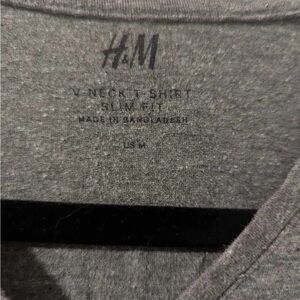 H&M
V-NECK T-SHIRT
SLIM FIT
MADE IN BANGLADESH
US M